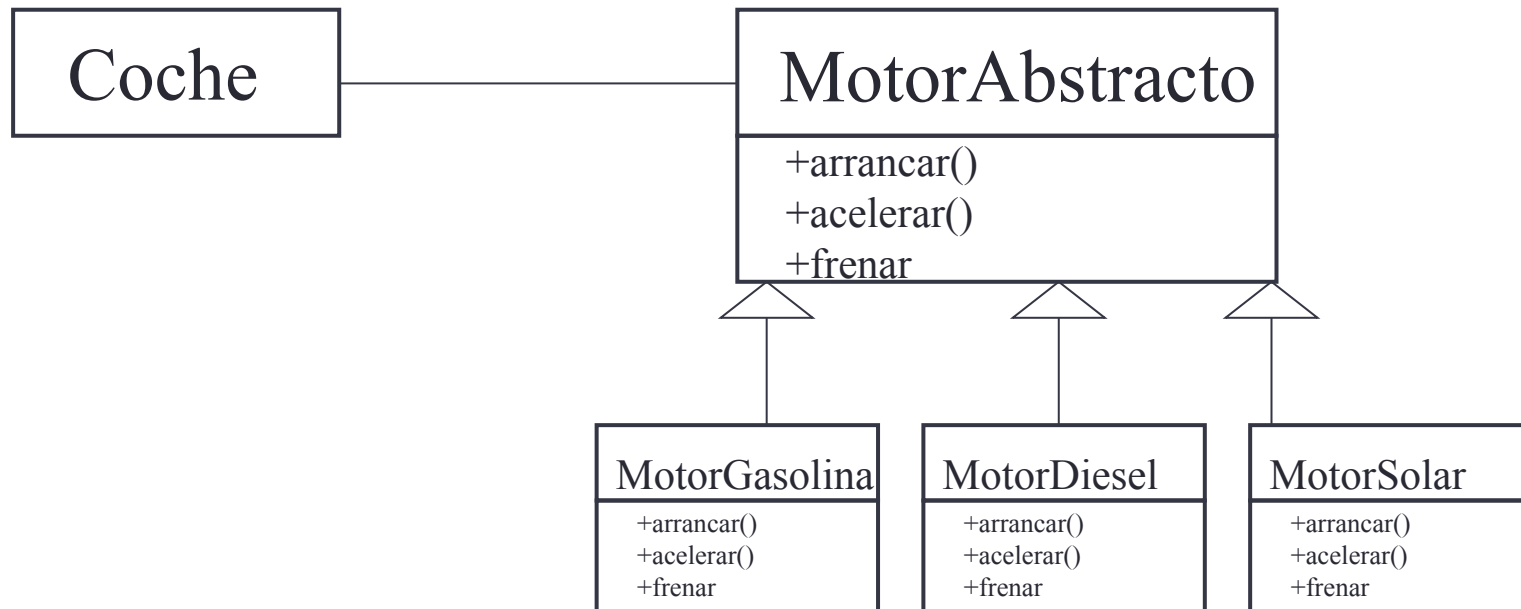 Coche
MotorAbstracto
+arrancar()
+acelerar()
+frenar
MotorGasolina
+arrancar()
+acelerar()
+frenar
MotorDiesel
+arrancar()
+acelerar()
+frenar
MotorSolar
+arrancar()
+acelerar()
+frenar